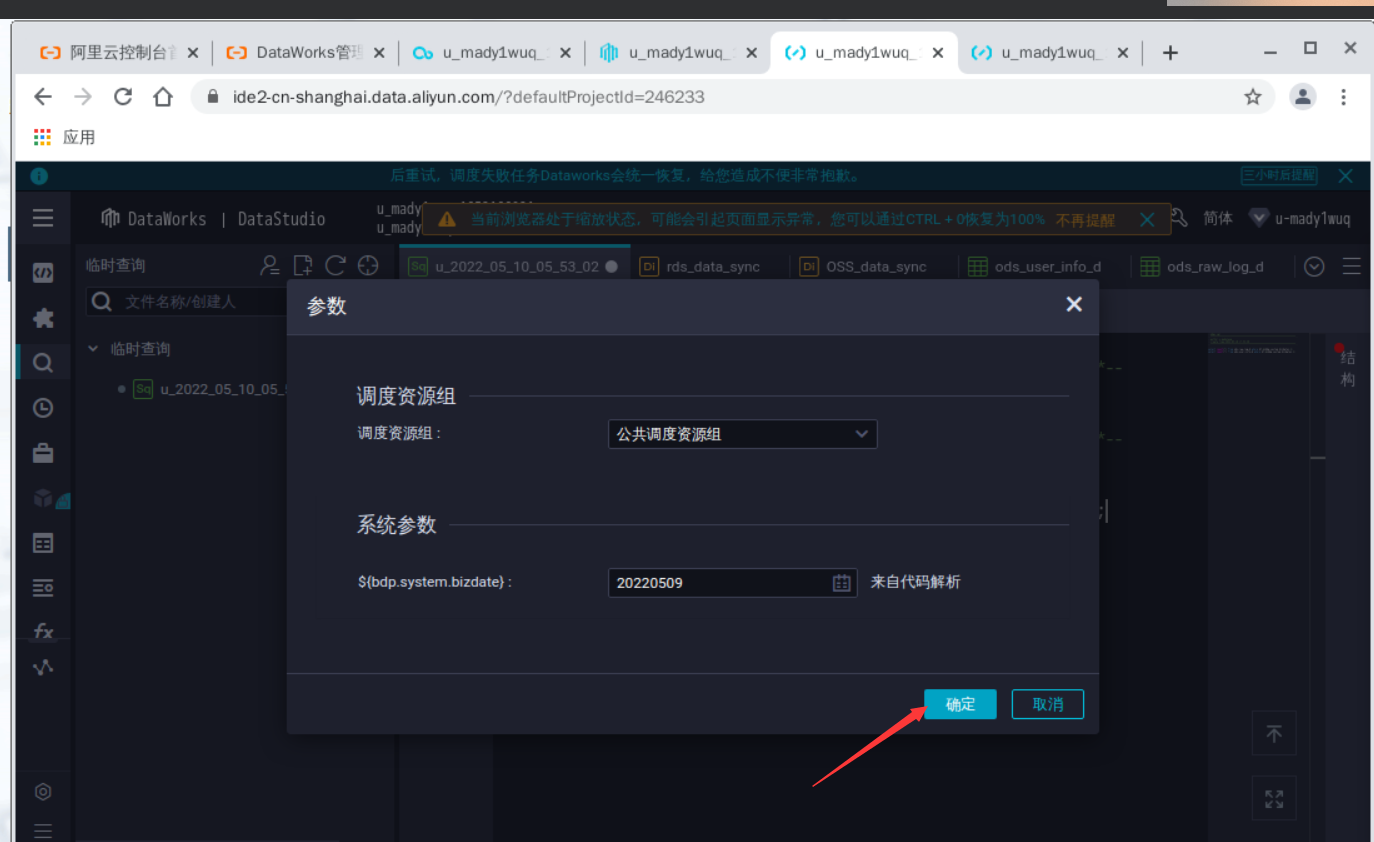 阿里云控制台
DataWorks管理
u_mady1wuq_
u_mady1wuq_
u_mady1wuq_
u_mady1wuq_
ide2-cn-shanghai.data.aliyun.com/?defaultProjectId=246233
应用
后重试，调度失败任务Dataworks会统一恢复，给您造成不便非常抱歉。
三小时后提醒
DataWorks | DataStudio
u_mady
u_mady
当前浏览器处于缩放状态，可能会引起页面显示异常，您可以通过CTRL + 0恢复为100% 不再提醒
简体
u-mady1wuq
临时查询
Sq u_2022_05_10_05_53_02
Di rds_data_sync
Di OSS_data_sync
ods_user_info_d
ods_raw_log_d
文件名称/创建人
临时查询
Sq u_2022_05_10_05_
结构
参数
调度资源组
调度资源组 :
公共调度资源组
系统参数
${bdp.system.bizdate} :
20220509
来自代码解析
确定
取消
fx